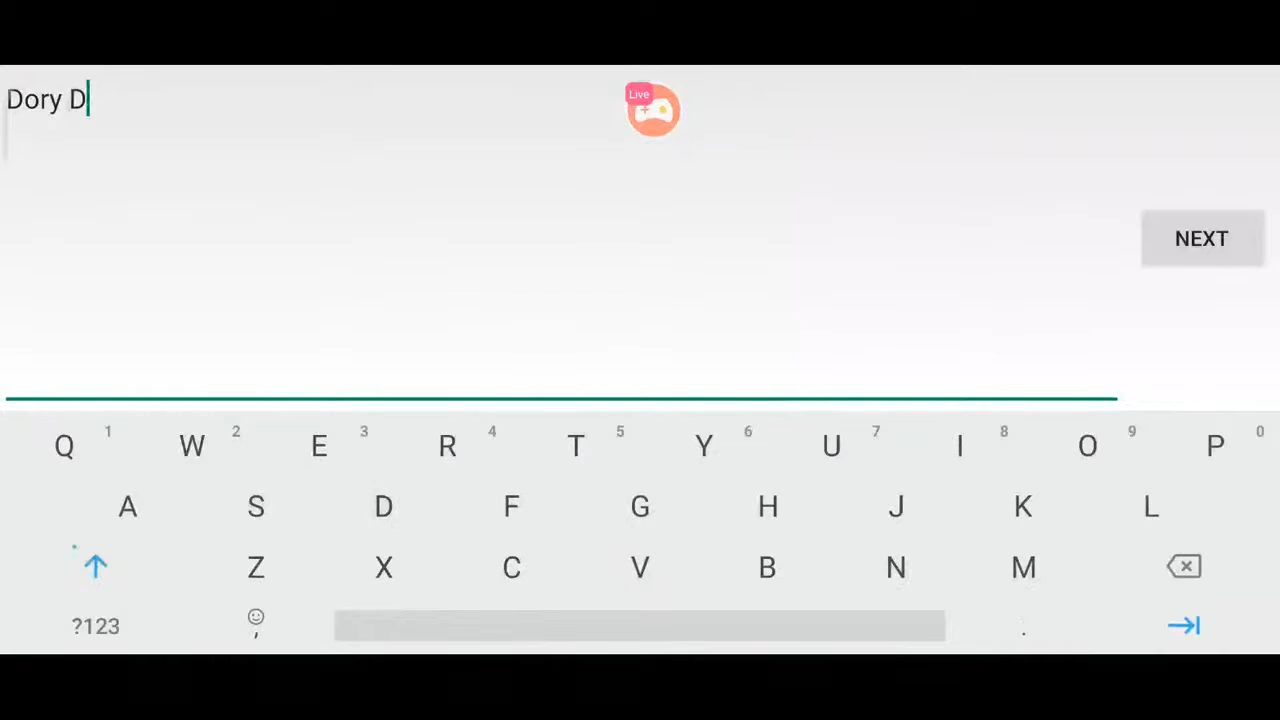 Dory D
Live
NEXT
Q 1 W 2 E 3 R 4 T 5 Y 6 U 7 I 8 O 9 P 0
A S D F G H J K L
Z X C V B N M
?123 , .